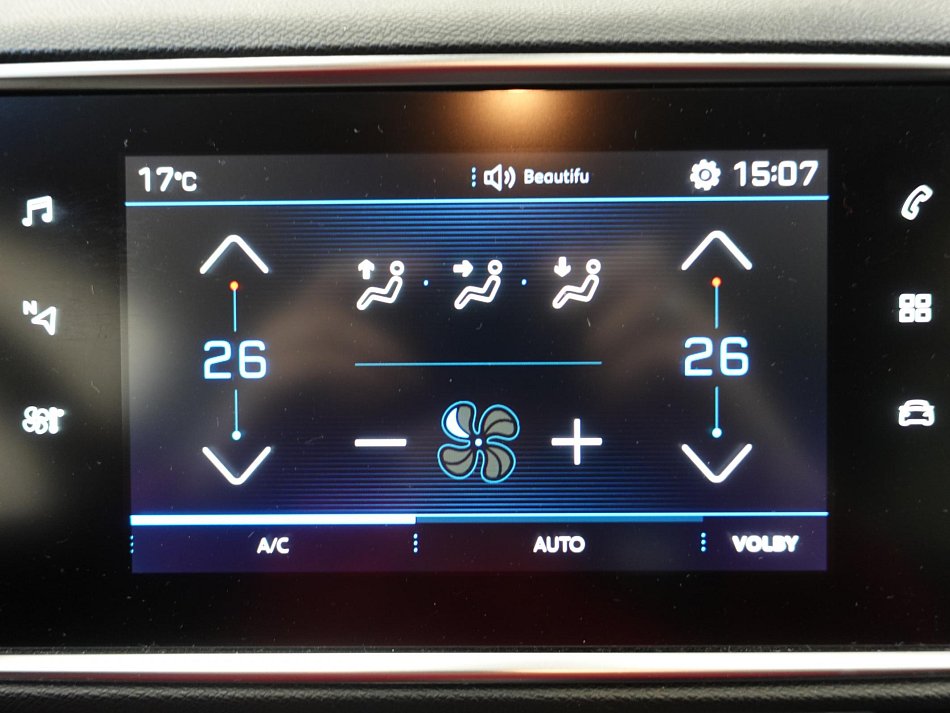 17°C Beautifu 15:07
N
26 26
A/C AUTO VOLBY